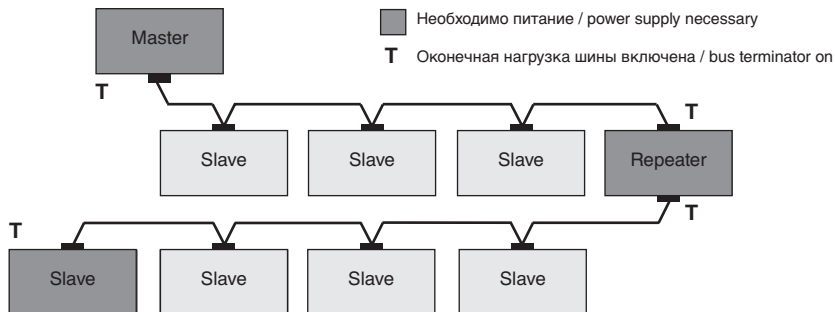 Master
Необходимо питание / power supply necessary
T Оконечная нагрузка шины включена / bus terminator on
T
T
Slave Slave Slave Repeater
T
T
Slave Slave Slave Slave